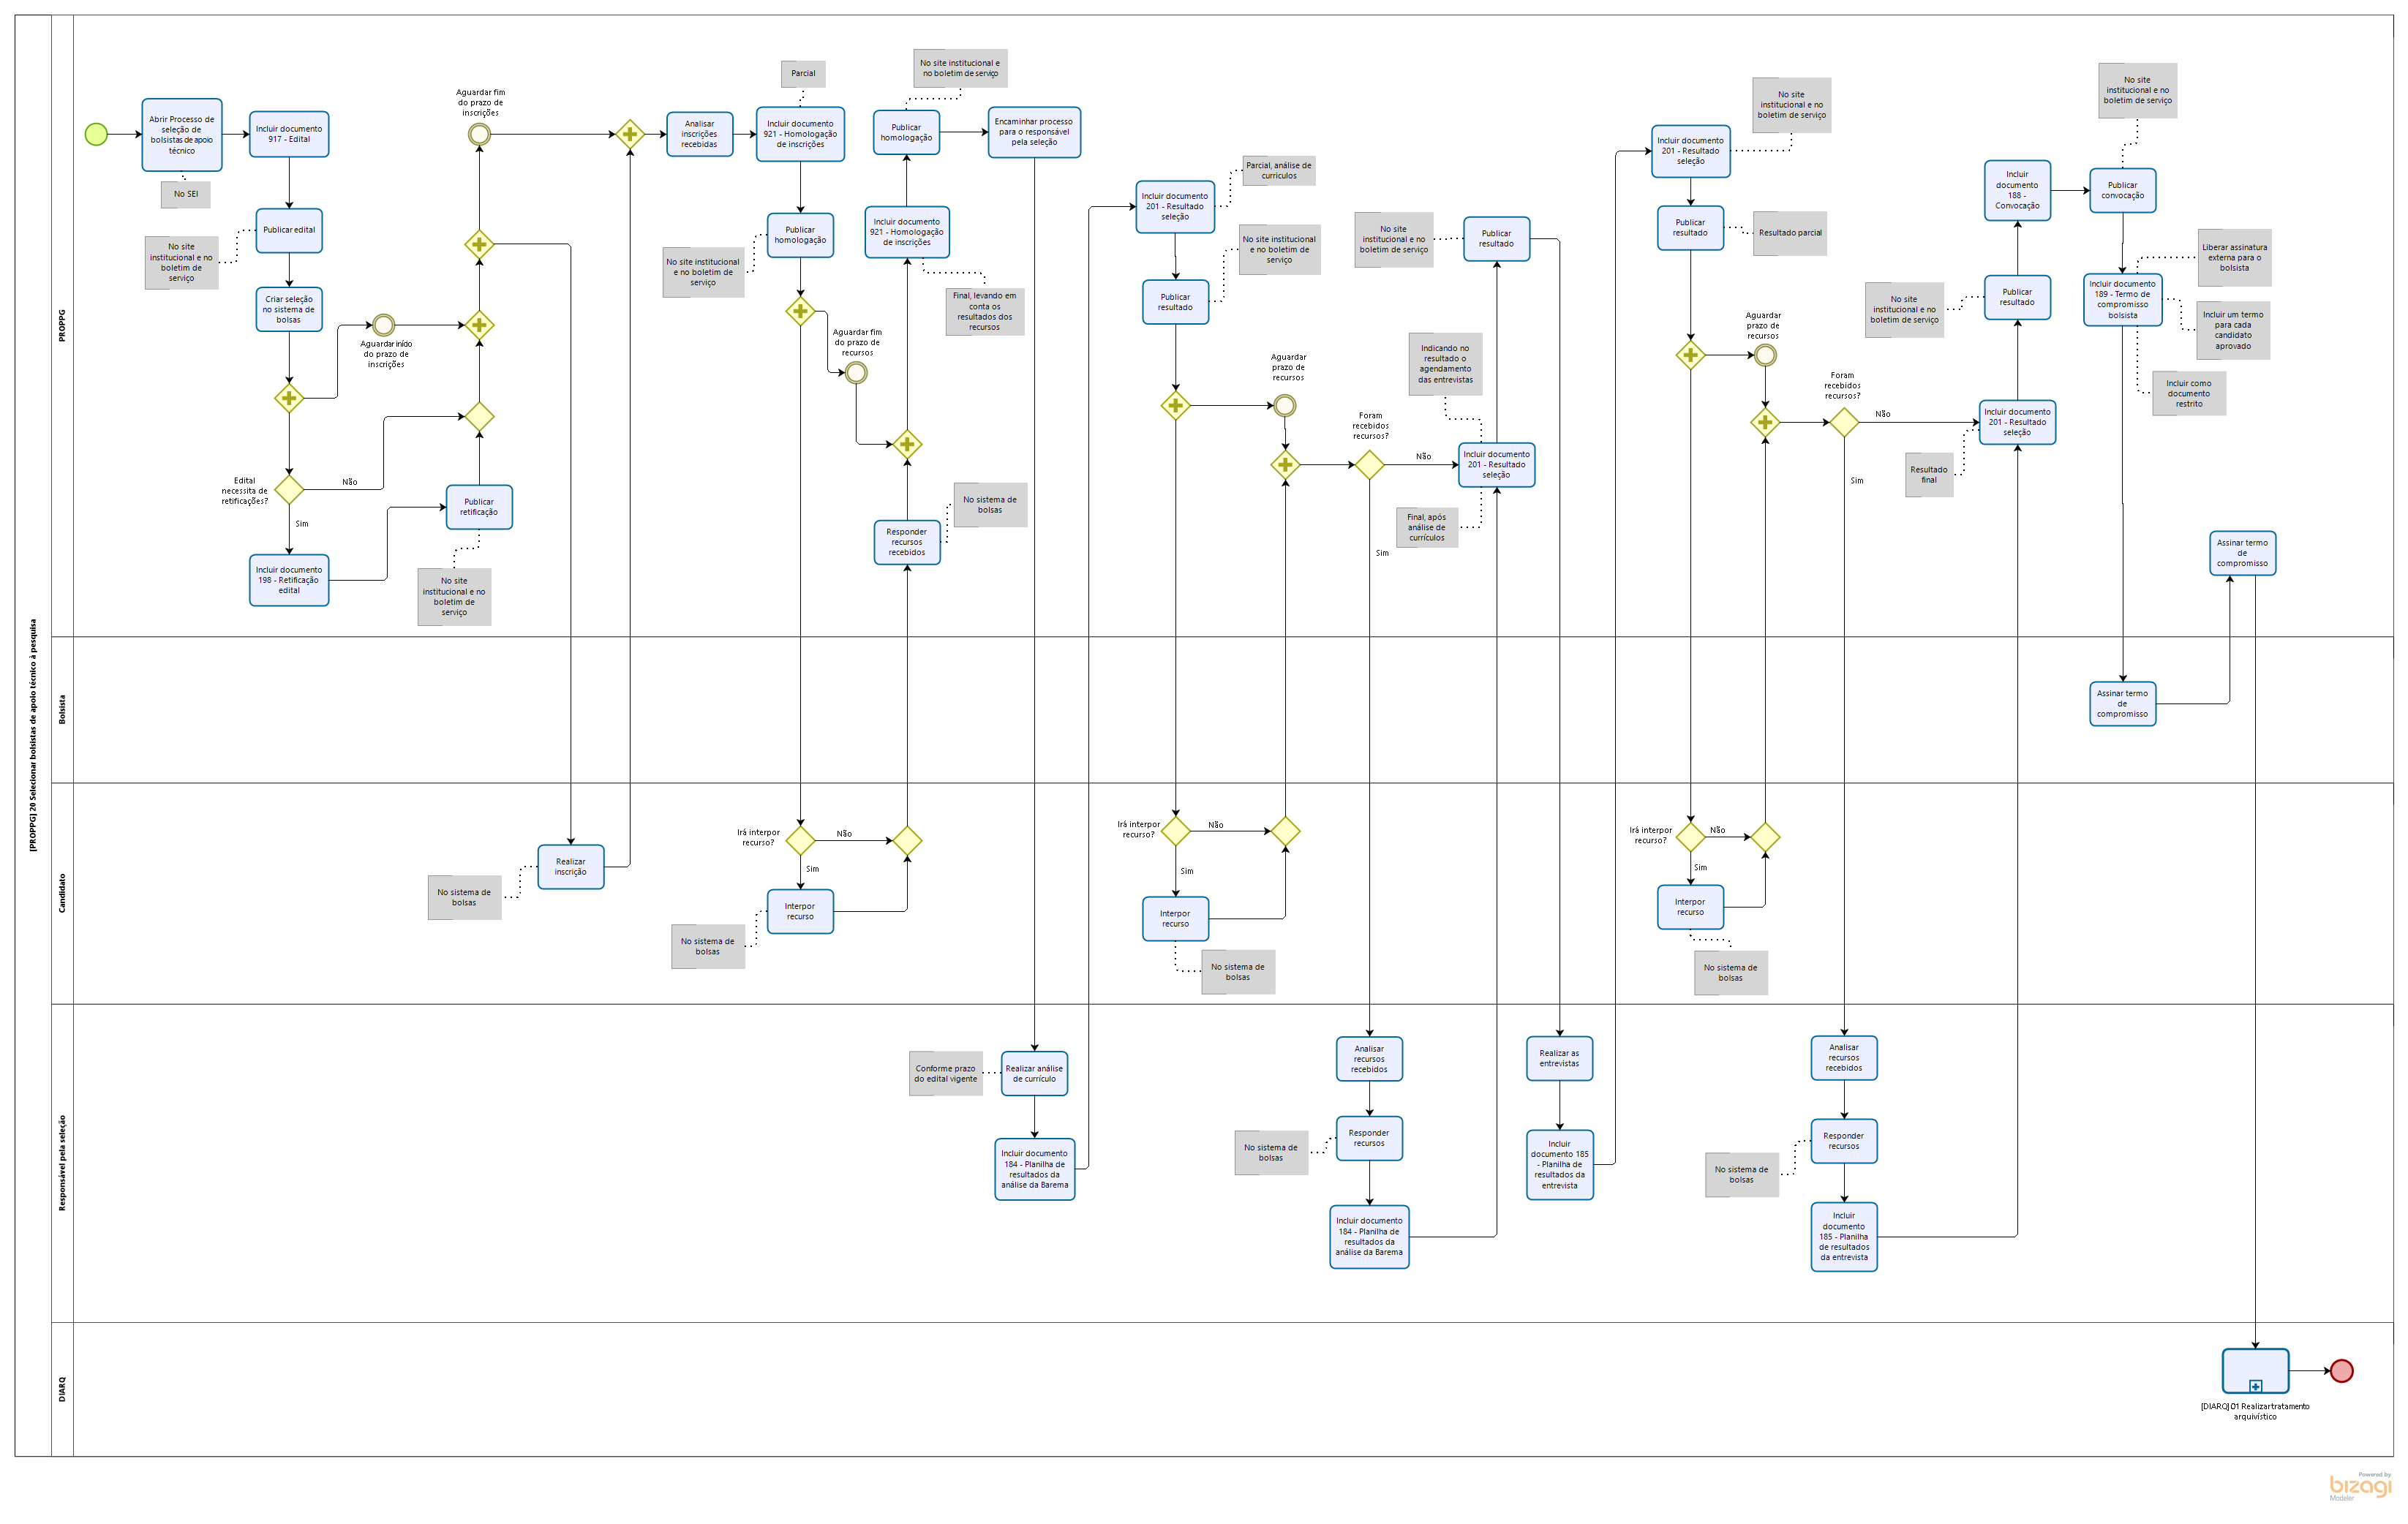 [PROPPG] 20 Selecionar bolsistas de apoio técnico à pesquisa
PROPPG
Abrir Processo de
seleção de
bolsistas de apoio
técnico
No SEI
Incluir documento
917 - Edital
Publicar edital
No site
institucional e no
boletim de
serviço
Criar seleção
no sistema de
bolsas
Aguardar início
do prazo de
inscrições
Edital
necessita de
retificações?
Não
Sim
Incluir documento
198 - Retificação
edital
Publicar
retificação
No site
institucional e no
boletim de
serviço
Aguardar fim
do prazo de
inscrições
Analisar
inscrições
recebidas
Parcial
Incluir documento
921 - Homologação
de inscrições
Publicar
homologação
No site institucional
e no boletim de
serviço
Aguardar fim
do prazo de
recursos
Responder
recursos
recebidos
No sistema de
bolsas
Incluir documento
921 - Homologação
de inscrições
Final, levando em
conta os
resultados dos
recursos
Publicar
homologação
No site institucional e
no boletim de serviço
Encaminhar processo
para o responsável
pela seleção
Incluir documento
201 - Resultado
seleção
Parcial, análise de
curriculos
Publicar
resultado
No site institucional
e no boletim de
serviço
Aguardar
prazo de
recursos
Foram
recebidos
recursos?
Não
Sim
Incluir documento
201 - Resultado
seleção
Indicando no
resultado o
agendamento
das entrevistas
Final, após
análise de
currículos
Publicar
resultado
No site
institucional e no
boletim de serviço
Incluir documento
201 - Resultado
seleção
No site
institucional e no
boletim de serviço
Publicar
resultado
Resultado parcial
Aguardar
prazo de
recursos
Foram
recebidos
recursos?
Não
Sim
Incluir documento
201 - Resultado
seleção
Resultado
final
Publicar
resultado
No site
institucional e no
boletim de serviço
Incluir
documento
188 -
Convocação
Publicar
convocação
No site
institucional e no
boletim de serviço
Incluir documento
189 - Termo de
compromisso
bolsista
Liberar assinatura
externa para o
bolsista
Incluir um termo
para cada
candidato
aprovado
Incluir como
documento
restrito
Assinar termo
de
compromisso
Bolsista
Assinar termo
de
compromisso
Candidato
Realizar
inscrição
No sistema de
bolsas
Irá interpor
recurso?
Não
Sim
Interpor
recurso
No sistema de
bolsas
Irá interpor
recurso?
Não
Sim
Interpor
recurso
No sistema de
bolsas
Irá interpor
recurso?
Não
Sim
Interpor
recurso
No sistema de
bolsas
Responsável pela seleção
Conforme prazo
do edital vigente
Realizar análise
de currículo
Incluir documento
184 - Planilha de
resultados da
análise da Barema
Analisar
recursos
recebidos
Responder
recursos
No sistema de
bolsas
Incluir documento
184 - Planilha de
resultados da
análise da Barema
Realizar as
entrevistas
Incluir
documento 185
- Planilha de
resultados da
entrevista
Analisar
recursos
recebidos
Responder
recursos
No sistema de
bolsas
Incluir
documento
185 - Planilha
de resultados
da entrevista
DIARQ
[DIARQ] 01 Realizar tratamento
arquivístico
Powered by
bizagi
Modeler